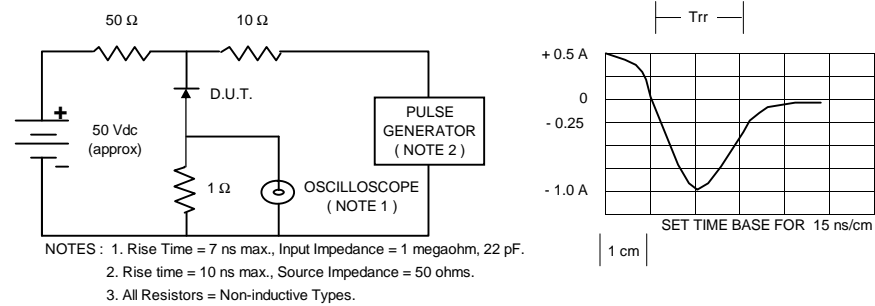 50 Ω
10 Ω
D.U.T.
+
50 Vdc
(approx)
−
1 Ω
OSCILLOSCOPE
( NOTE 1 )
PULSE
GENERATOR
( NOTE 2 )
Trr
+ 0.5 A
0
- 0.25
- 1.0 A
SET TIME BASE FOR 15 ns/cm
1 cm
NOTES : 1. Rise Time = 7 ns max., Input Impedance = 1 megaohm, 22 pF.
2. Rise time = 10 ns max., Source Impedance = 50 ohms.
3. All Resistors = Non-inductive Types.